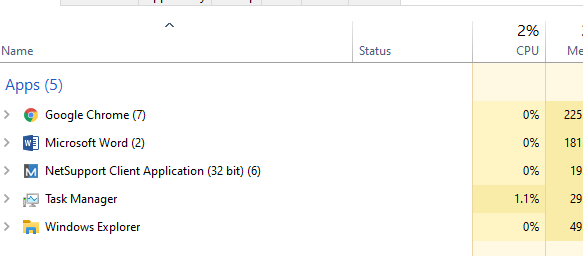 2%
Name Status CPU Me
Apps (5)
Google Chrome (7) 0% 225
Microsoft Word (2) 0% 181
NetSupport Client Application (32 bit) (6) 0% 19
Task Manager 1.1% 29
Windows Explorer 0% 49